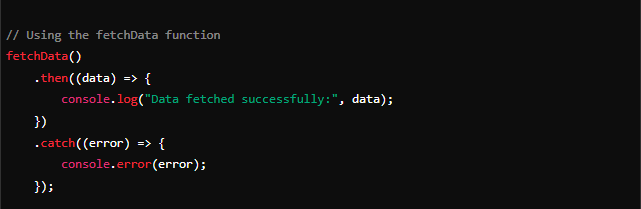 // Using the fetchData function
fetchData()
    .then((data) => {
        console.log("Data fetched successfully:", data);
    })
    .catch((error) => {
        console.error(error);
    });